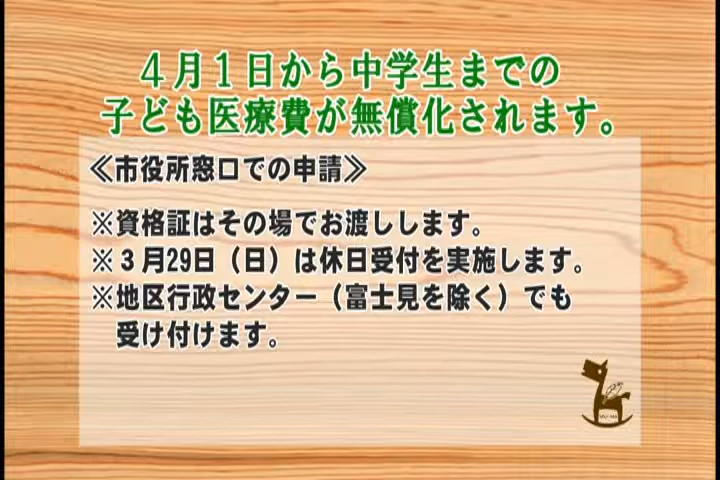 ４月１日から中学生までの
子ども医療費が無償化されます。
≪市役所窓口での申請≫
※資格証はその場でお渡しします。
※３月29日（日）は休日受付を実施します。
※地区行政センター（富士見を除く）でも
受け付けます。